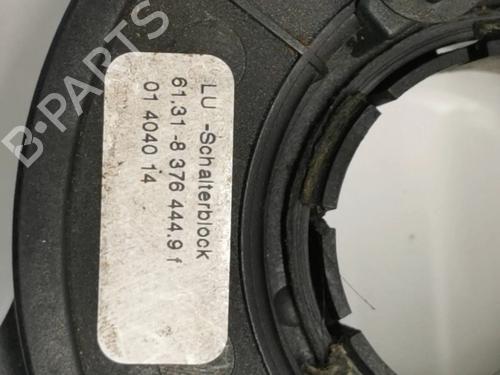 LU -Schalterblock
61.31 -8 376 444.9 f
01 4040 14
B-PARTS